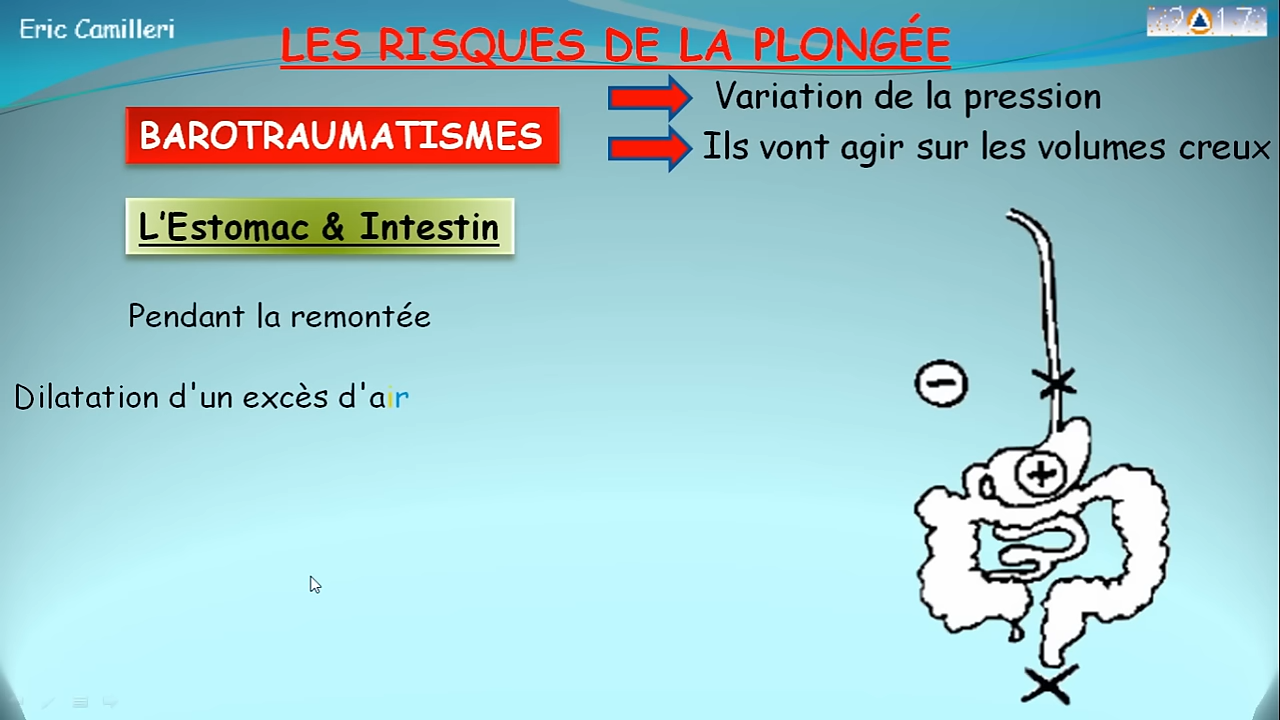 Eric Camilleri
2017
LES RISQUES DE LA PLONGÉE
Variation de la pression
BAROTRAUMATISMES
Ils vont agir sur les volumes creux
L'Estomac & Intestin
Pendant la remontée
Dilatation d'un excès d'air